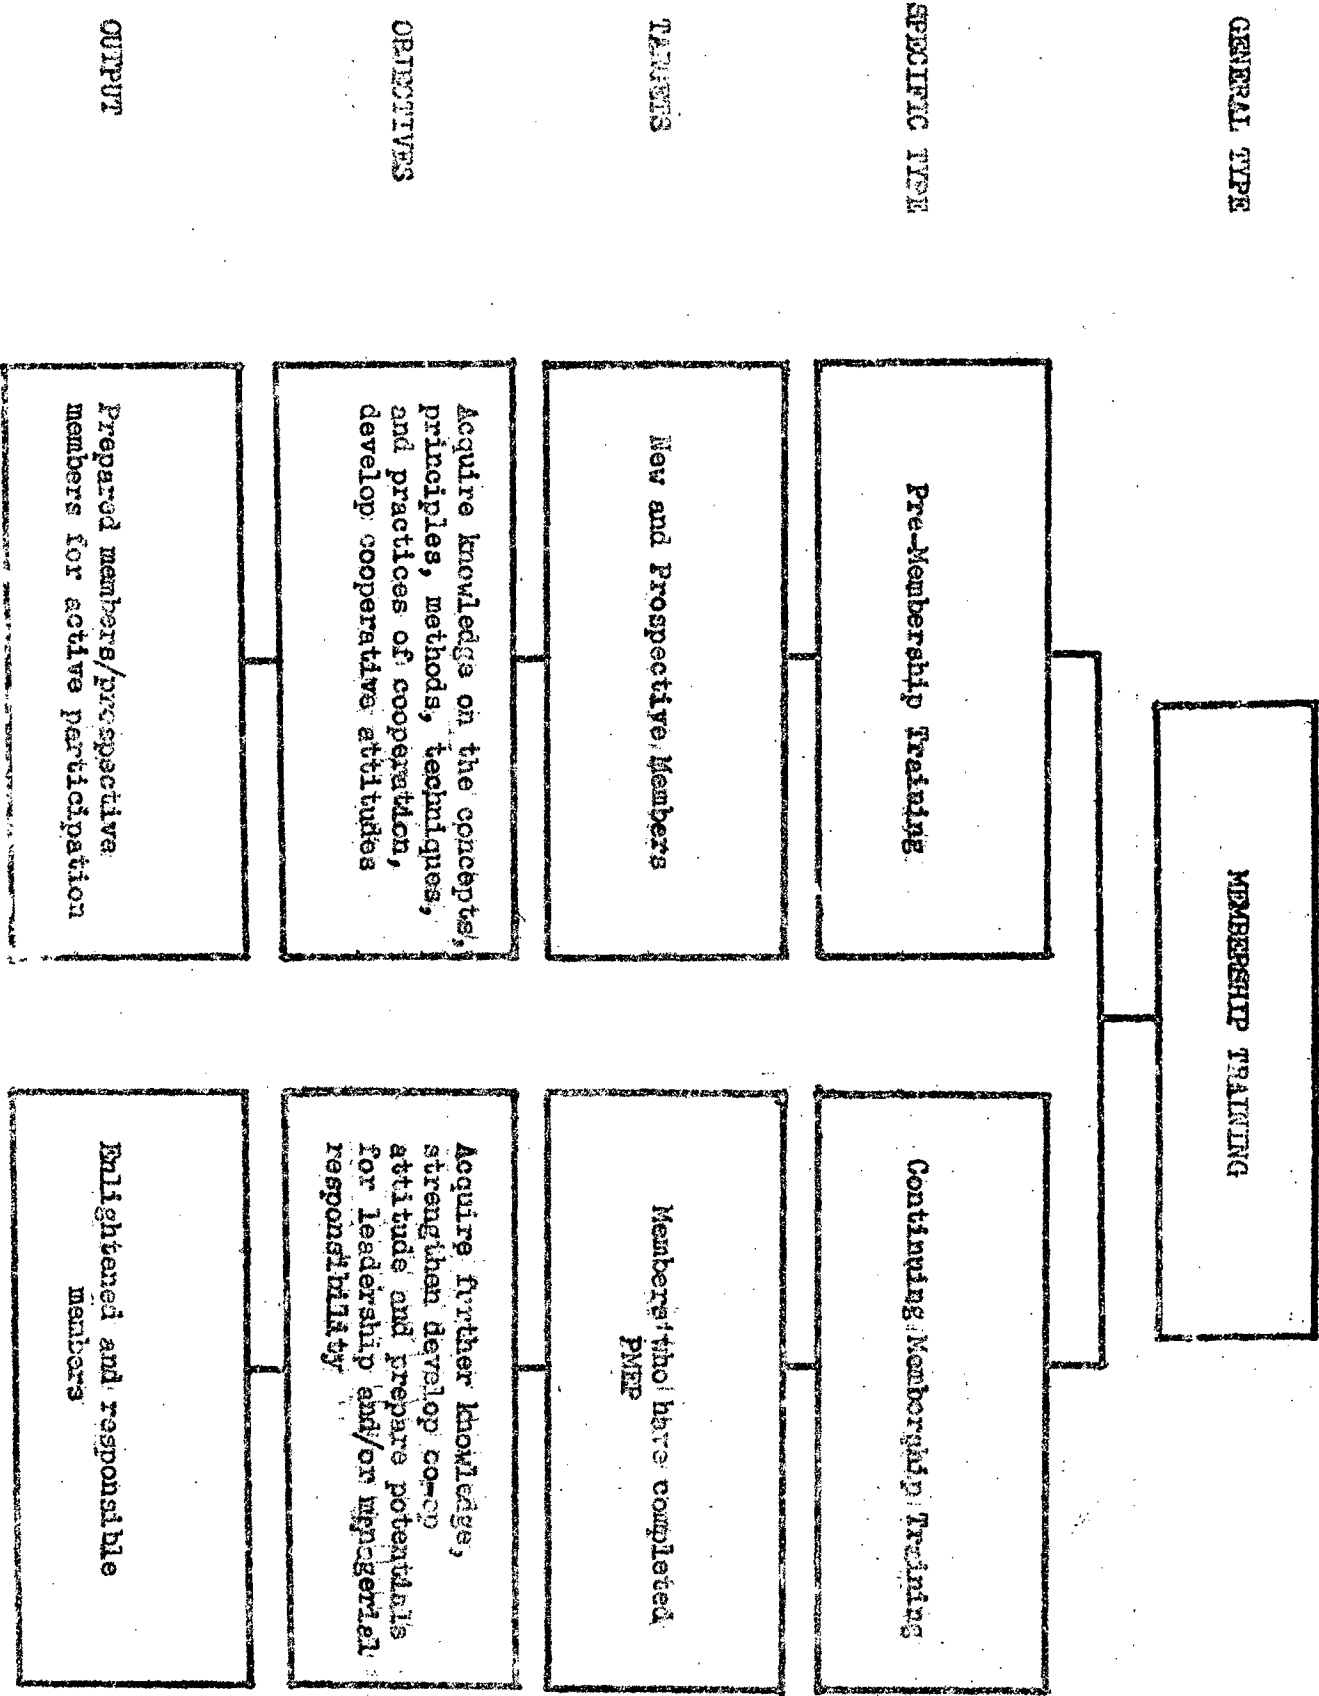 GENERAL TYPE
MEMBERSHIP TRAINING
SPECIFIC TYPE
Pre-Membership Training
Continuing Membership Training
TARGETS
New and Prospective Members
Members who have completed
PMEP
OBJECTIVES
Acquire knowledge on the concepts,
principles, methods, techniques,
and practices of cooperation,
develop cooperative attitudes
Acquire further knowledge,
strengthen develop co-op
attitude and prepare potentials
for leadership and/or managerial
responsibility
OUTPUT
Prepared members/prospective
members for active participation
Enlightened and responsible
members